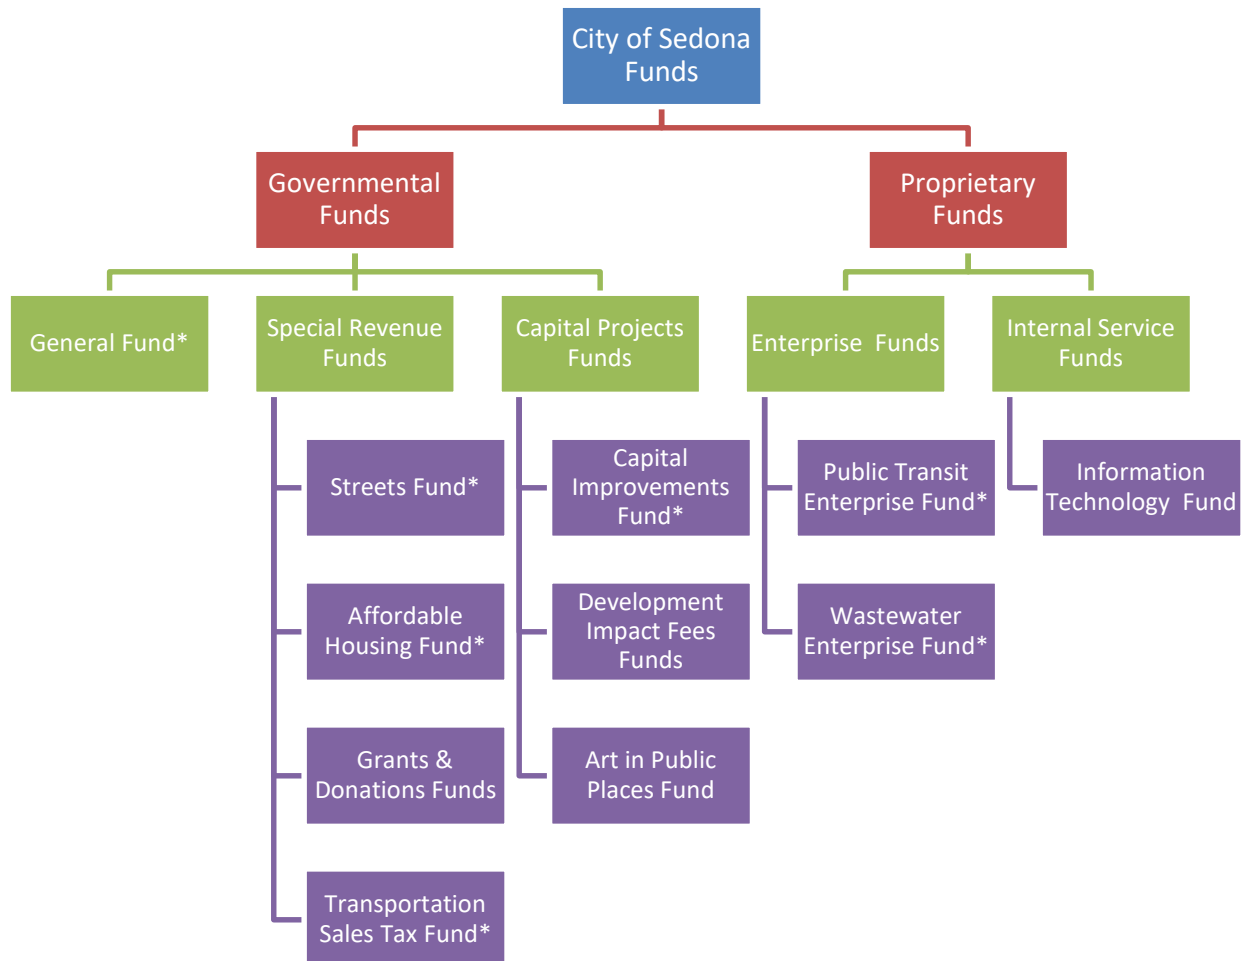 City of Sedona
Funds
Governmental
Funds
Proprietary
Funds
General Fund*
Special Revenue
Funds
Capital Projects
Funds
Enterprise Funds
Internal Service
Funds
Streets Fund*
Capital
Improvements
Fund*
Public Transit
Enterprise Fund*
Information
Technology Fund
Affordable
Housing Fund*
Development
Impact Fees
Funds
Wastewater
Enterprise Fund*
Grants &
Donations Funds
Art in Public
Places Fund
Transportation
Sales Tax Fund*